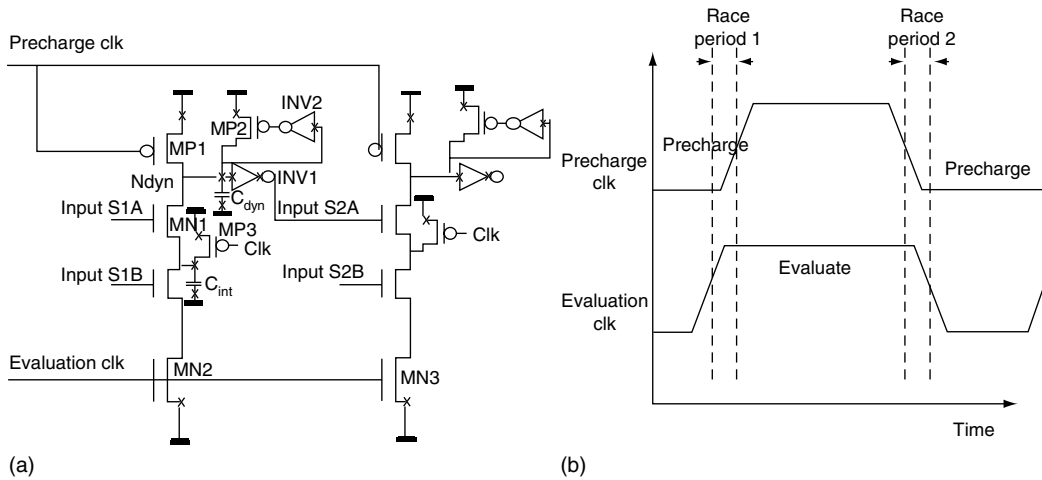 Precharge clk
MP1
MP2
INV2
Ndyn
INV1
C_dyn
Input S1A
MN1
MP3
Clk
Input S2A
Clk
Input S1B
C_int
Input S2B
Evaluation clk
MN2
MN3
(a)
Race
period 1
Race
period 2
Precharge
clk
Precharge
Precharge
Evaluation
clk
Evaluate
Time
(b)